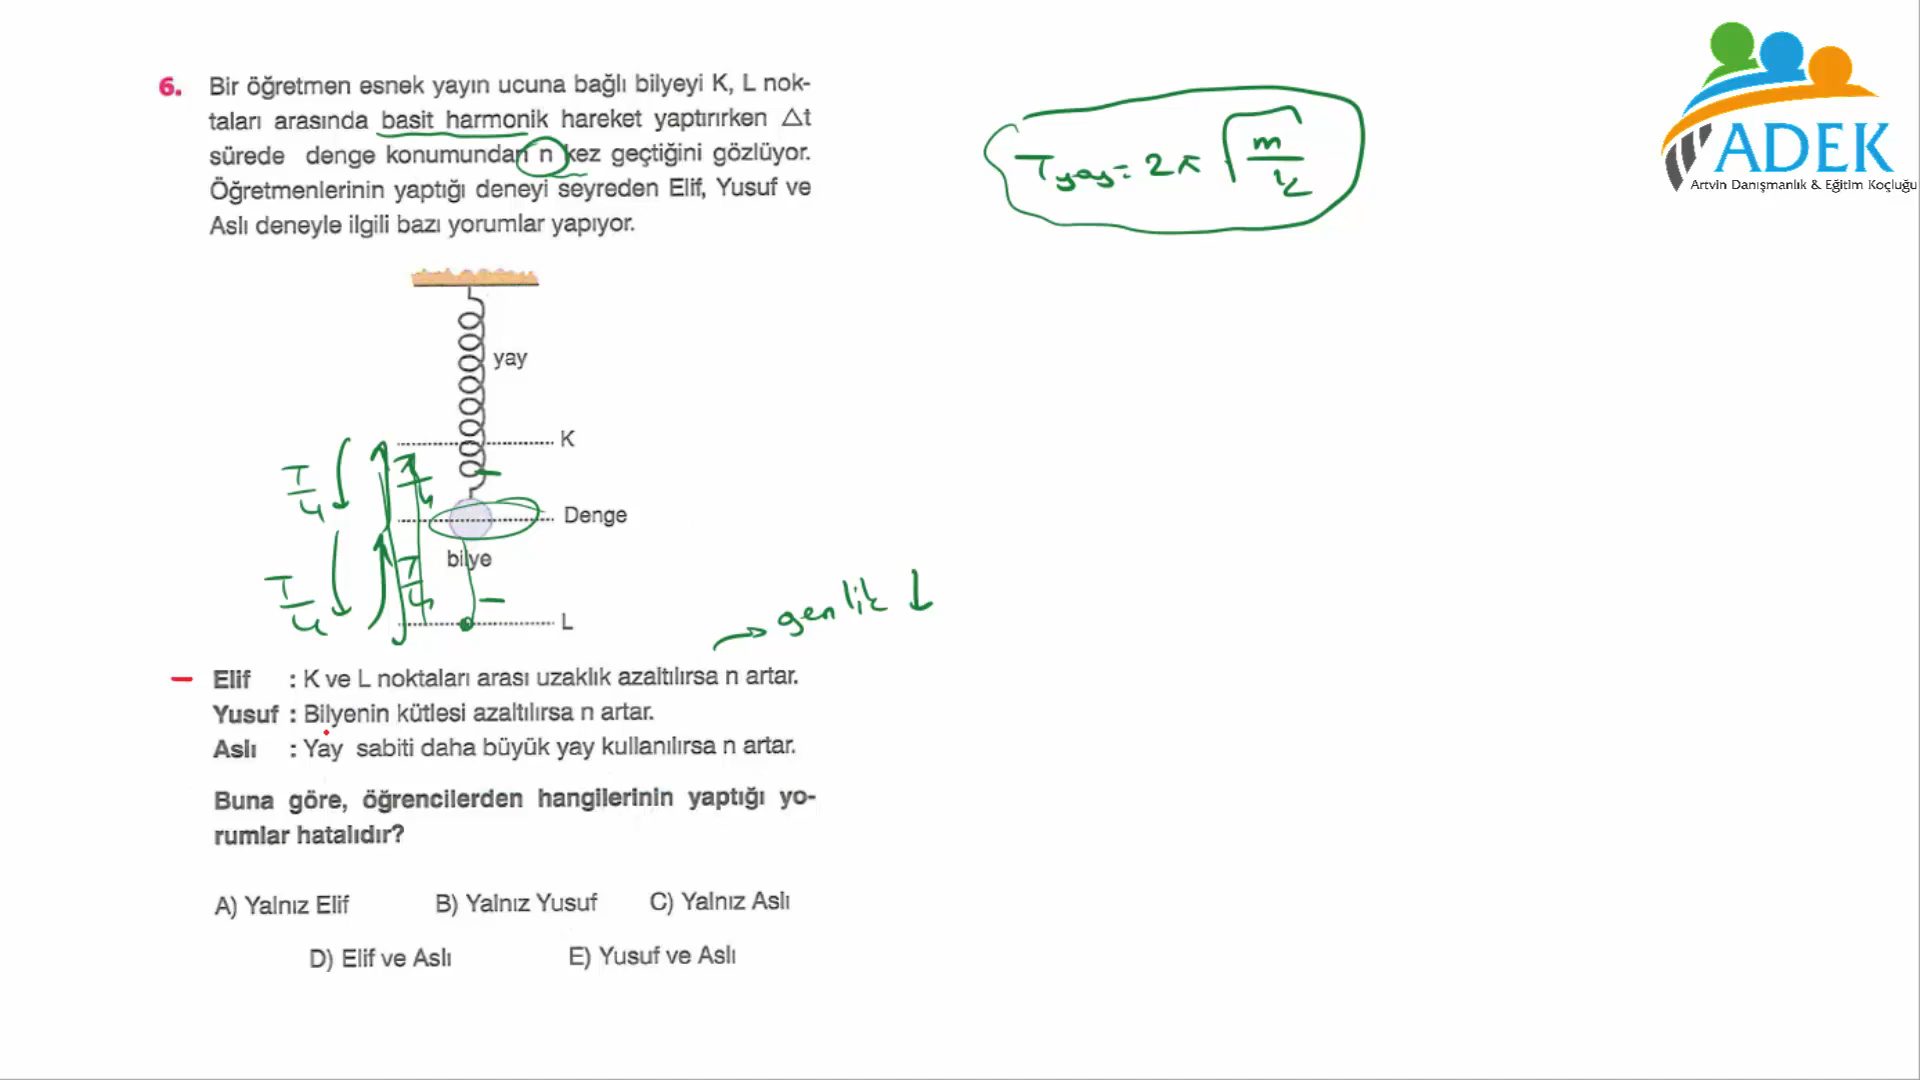 6. Bir öğretmen esnek yayın ucuna bağlı bilyeyi K, L nok-
taları arasında basit harmonik hareket yaptırırken Δt
sürede denge konumundan n kez geçtiğini gözlüyor.
Öğretmenlerinin yaptığı deneyi seyreden Elif, Yusuf ve
Aslı deneyle ilgili bazı yorumlar yapıyor.
T yay = 2π √ m/k
ADEK
Artvin Danışmanlık & Eğitim Koçluğu
yay
K
T/4
T/4
Denge
bilye
T/4
T/4
L
→ genlik ↓
Elif : K ve L noktaları arası uzaklık azaltılırsa n artar.
Yusuf : Bilyenin kütlesi azaltılırsa n artar.
Aslı : Yay sabiti daha büyük yay kullanılırsa n artar.
Buna göre, öğrencilerden hangilerinin yaptığı yo-
rumlar hatalıdır?
A) Yalnız Elif B) Yalnız Yusuf C) Yalnız Aslı
D) Elif ve Aslı E) Yusuf ve Aslı